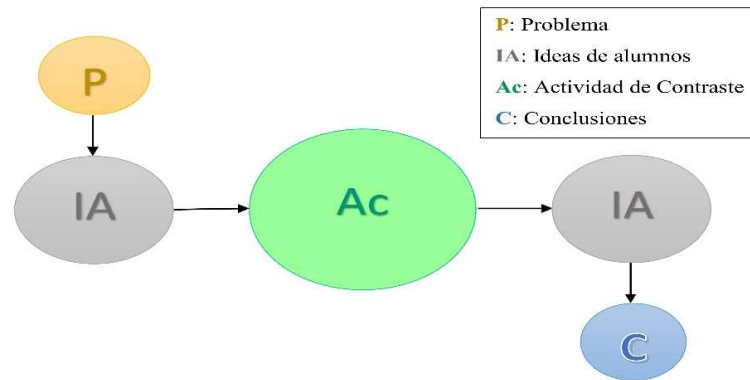 P: Problema
IA: Ideas de alumnos
Ac: Actividad de Contraste
C: Conclusiones
P
IA
Ac
IA
C